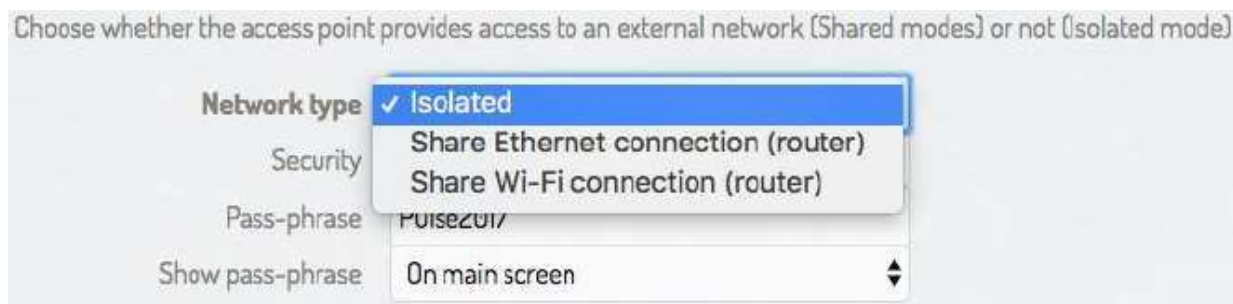 Choose whether the access point provides access to an external network (Shared modes) or not (Isolated mode)
Network type ✓ Isolated
Share Ethernet connection (router)
Security
Share Wi-Fi connection (router)
Pass-phrase Pulse2017
Show pass-phrase On main screen